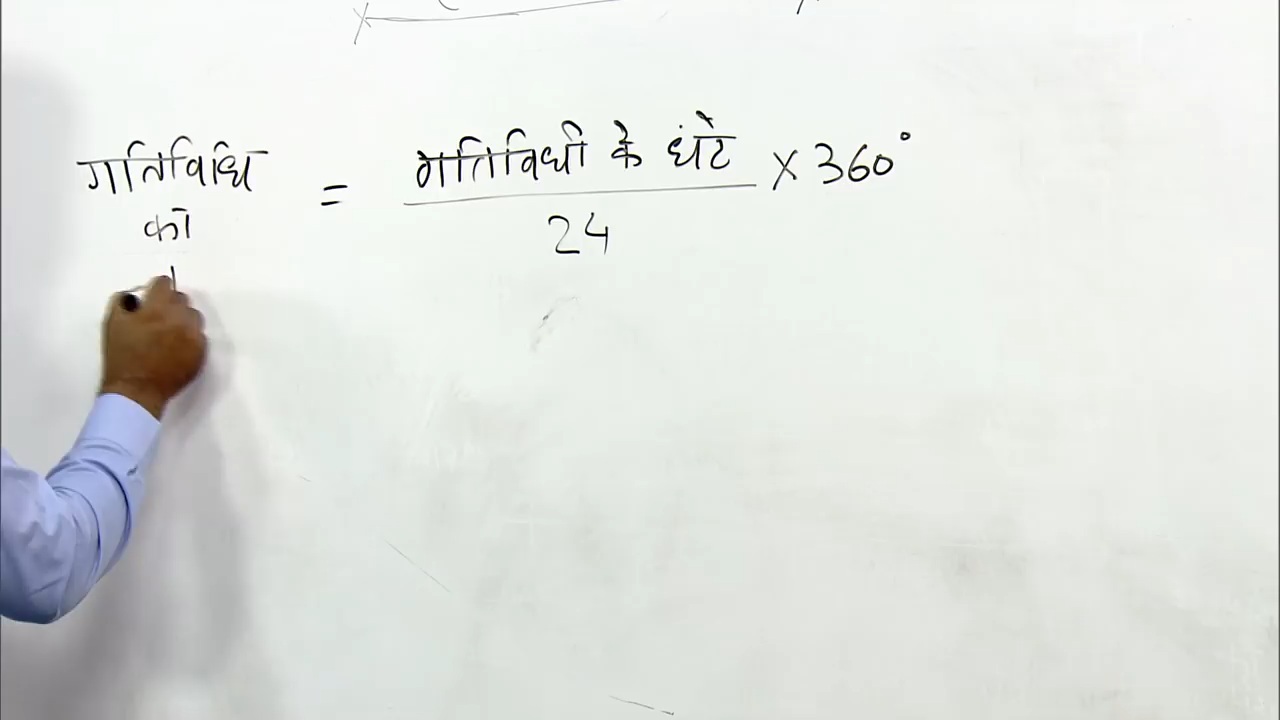 गतिविधि
को
= गतिविधी के घंटे / 24 × 360°